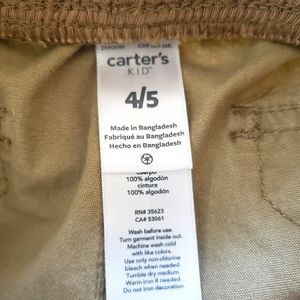 carter's
KID
4/5
Made in Bangladesh
Fabriqué au Bangladesh
Hecho en Bangladesh
cuerpo
100% algodón
cintura
100% algodón
RN# 35623
CA# 53061
Wash before use.
Turn garment inside out.
Machine wash cold
with like colors.
Use only non-chlorine
bleach when needed.
Tumble dry medium.
Warm iron if needed.
Do not iron decoration.